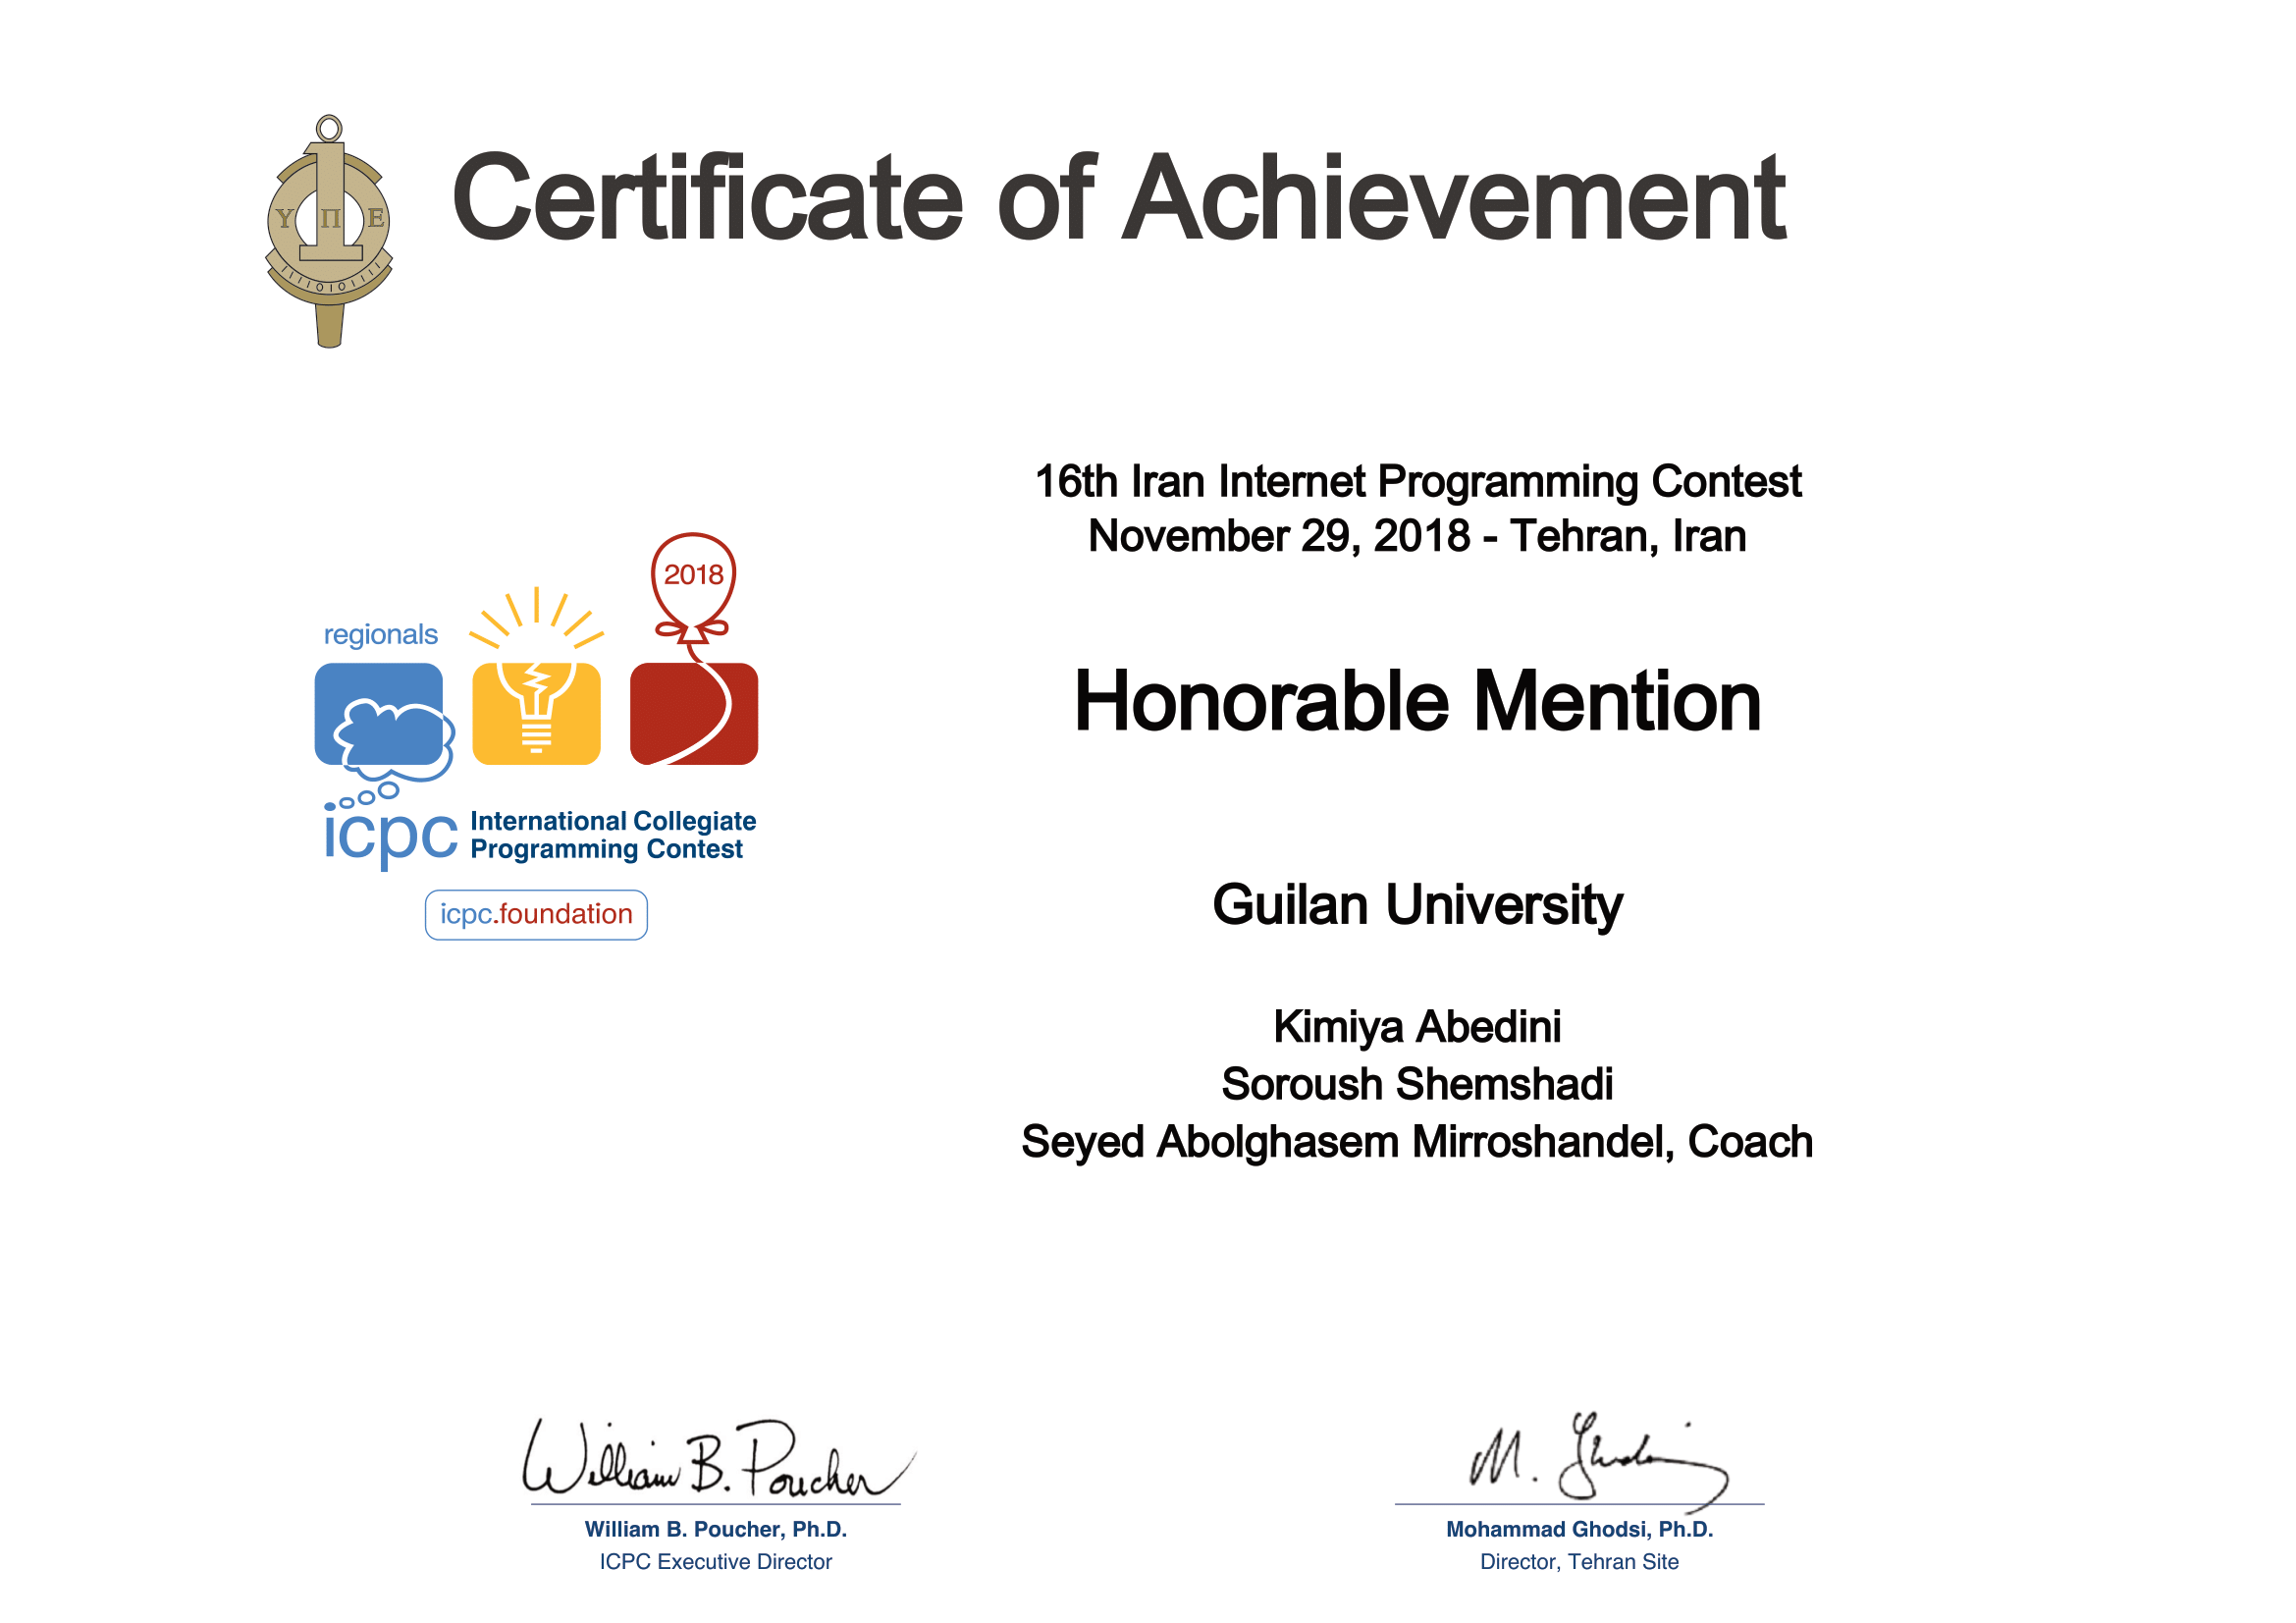 Certificate of Achievement
Υ Π Ε
16th Iran Internet Programming Contest
November 29, 2018 - Tehran, Iran
2018
regionals
Honorable Mention
icpc International Collegiate
Programming Contest
icpc.foundation
Guilan University
Kimiya Abedini
Soroush Shemshadi
Seyed Abolghasem Mirroshandel, Coach
William B. Poucher
M. Ghodsi
William B. Poucher, Ph.D.
ICPC Executive Director
Mohammad Ghodsi, Ph.D.
Director, Tehran Site